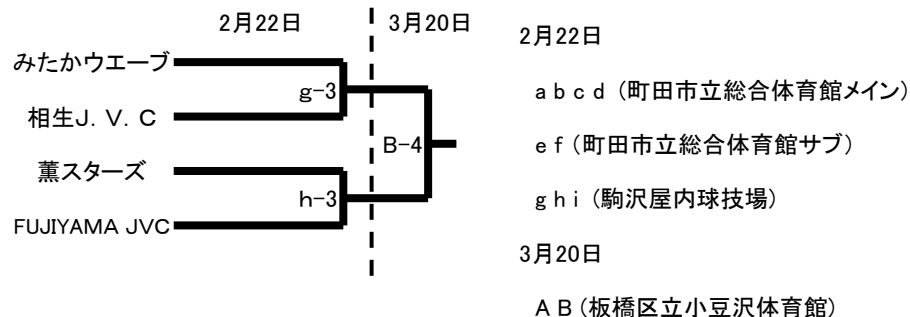 2月22日
3月20日
みたかウエーブ
g-3
相生J. V. C
B-4
薫スターズ
h-3
FUJIYAMA JVC
2月22日
a b c d (町田市立総合体育館メイン)
e f (町田市立総合体育館サブ)
g h i (駒沢屋内球技場)
3月20日
A B (板橋区立小豆沢体育館)